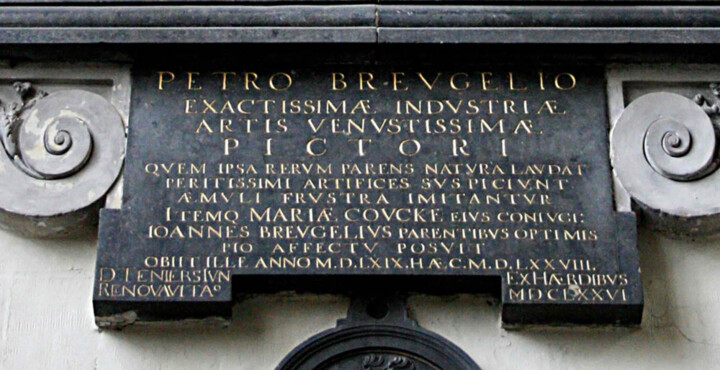 PETRO BREVGELIO
EXACTISSIMÆ INDVSTRIÆ
ARTIS VENVSTISSIMÆ
PICTORI
QVEM IPSA RERVM PARENS NATVRA LAVDAT
PERITISSIMI ARTIFICES SVSPICIVNT
ÆMVLI FRVSTRA IMITANTVR
ITEMQ MARIÆ COVCKE EIVS CONIVGI:
IOANNES BREVGELIVS PARENTIBVS OPTIMIS
PIO AFFECTV POSVIT
OBIIT ILLE ANNO M.D.LXIX.HÆC.M.D.LXXVIII.
D.TENIERS IVN
RENOVAVIT Aº
EX HÆRDIBVS
MDCLXXVI